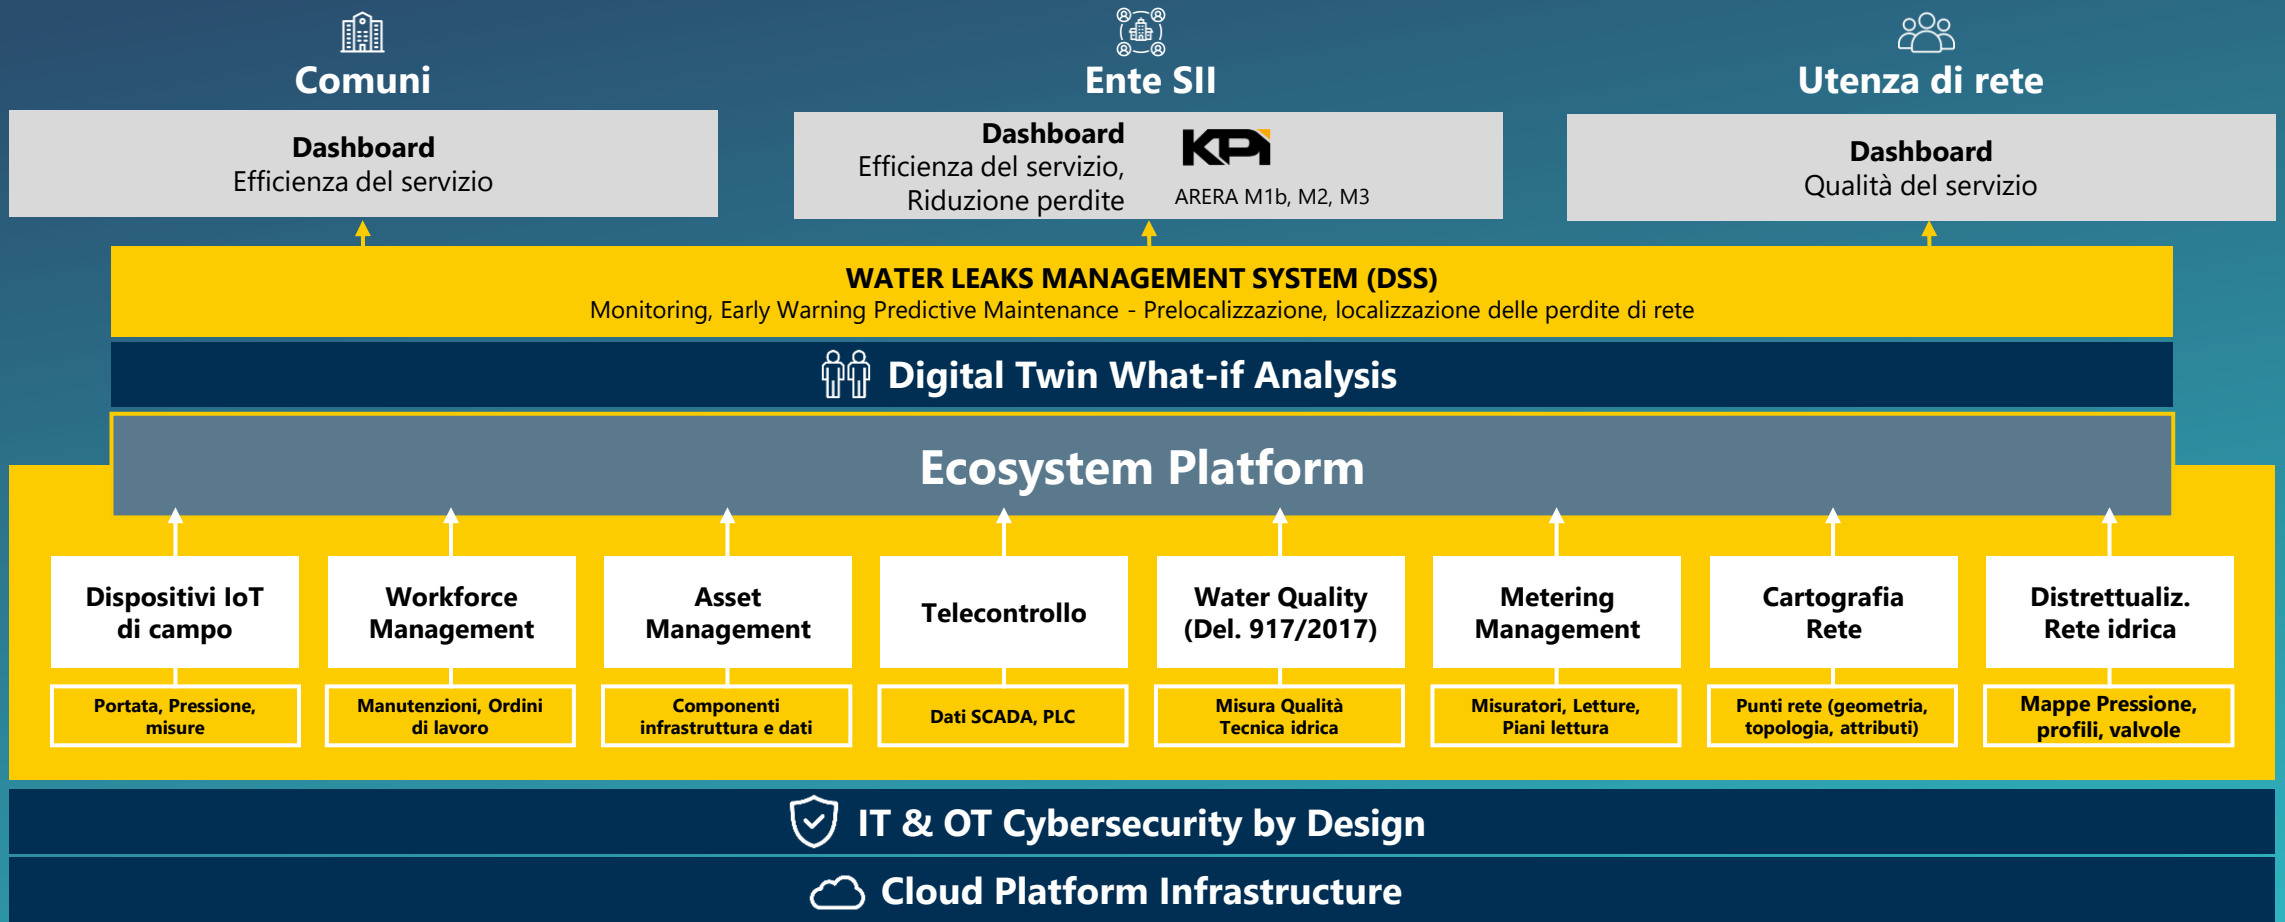 Comuni
Ente SII
Utenza di rete
Dashboard
Efficienza del servizio
Dashboard
Efficienza del servizio,
Riduzione perdite
KPi
ARERA M1b, M2, M3
Dashboard
Qualità del servizio
WATER LEAKS MANAGEMENT SYSTEM (DSS)
Monitoring, Early Warning Predictive Maintenance - Prelocalizzazione, localizzazione delle perdite di rete
Digital Twin What-if Analysis
Ecosystem Platform
Dispositivi IoT
di campo
Workforce
Management
Asset
Management
Telecontrollo
Water Quality
(Del. 917/2017)
Metering
Management
Cartografia
Rete
Distrettualiz.
Rete idrica
Portata, Pressione,
misure
Manutenzioni, Ordini
di lavoro
Componenti
infrastruttura e dati
Dati SCADA, PLC
Misura Qualità
Tecnica idrica
Misuratori, Letture,
Piani lettura
Punti rete (geometria,
topologia, attributi)
Mappe Pressione,
profili, valvole
IT & OT Cybersecurity by Design
Cloud Platform Infrastructure